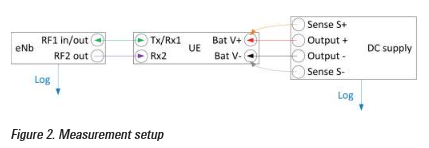 eNb
RF1 in/out
RF2 out
Log
Tx/Rx1
Rx2
UE
Bat V+
Bat V-
Sense S+
Output +
Output -
Sense S-
DC supply
Log
Figure 2. Measurement setup